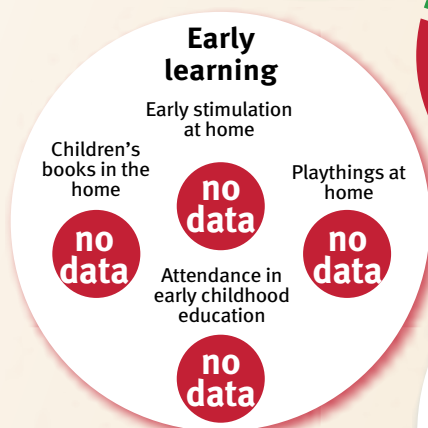 Early
learning
Early stimulation
at home
no
data
Children's
books in the
home
no
data
Playthings at
home
no
data
Attendance in
early childhood
education
no
data